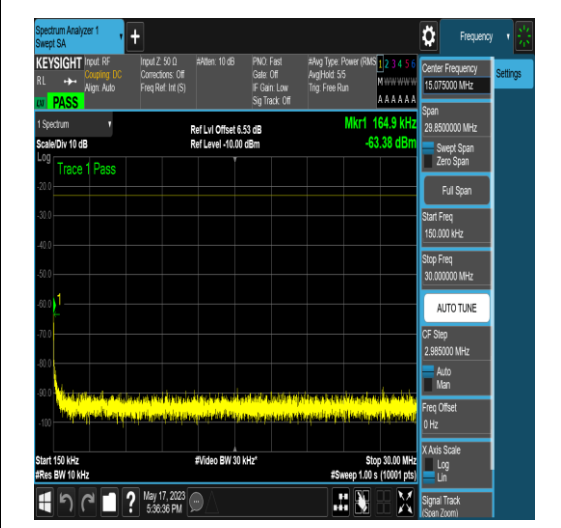 Spectrum Analyzer 1
Swept SA
Frequency
KEYSIGHT
RL
Input: RF
Coupling: DC
Align: Auto
Input Z: 50 Ω
Corrections: Off
Freq Ref: Int (S)
#Atten: 10 dB
PNO: Fast
Gate: Off
IF Gain: Low
Sig Track: Off
#Avg Type: Power (RMS
Avg|Hold: 5/5
Trig: Free Run
1 2 3 4 5 6
M W W W W W
A A A A A A
PASS
1 Spectrum
Scale/Div 10 dB
Ref Lvl Offset 6.53 dB
Ref Level -10.00 dBm
Mkr1 164.9 kHz
-63.38 dBm
Log
Trace 1 Pass
-20.0
-30.0
-40.0
-50.0
-60.0
1
-70.0
-80.0
-90.0
-100
Start 150 kHz
#Res BW 10 kHz
#Video BW 30 kHz*
Stop 30.00 MHz
#Sweep 1.00 s (10001 pts)
Center Frequency
15.075000 MHz
Settings
Span
29.8500000 MHz
Swept Span
Zero Span
Full Span
Start Freq
150.000 kHz
Stop Freq
30.000000 MHz
AUTO TUNE
CF Step
2.985000 MHz
Auto
Man
Freq Offset
0 Hz
X Axis Scale
Log
Lin
Signal Track
(Span Zoom)
?
May 17, 2023
5:36:36 PM